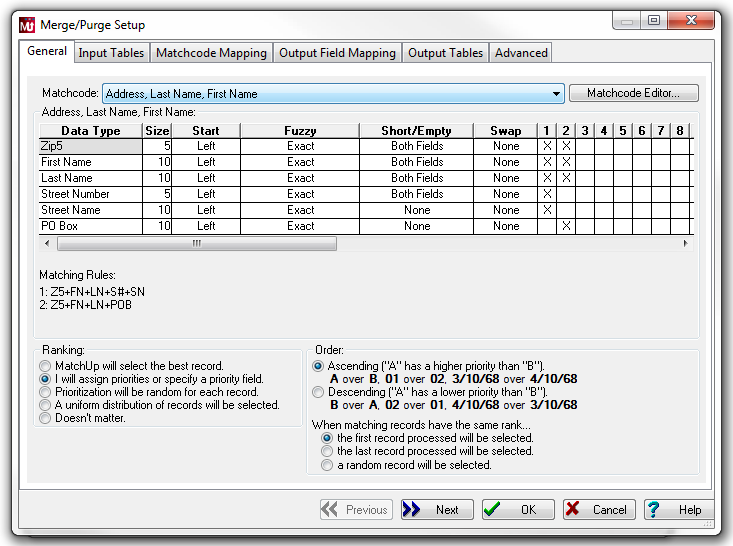 Merge/Purge Setup
General Input Tables Matchcode Mapping Output Field Mapping Output Tables Advanced
Matchcode: Address, Last Name, First Name Matchcode Editor...
Address, Last Name, First Name:
Data Type Size Start Fuzzy Short/Empty Swap 1 2 3 4 5 6 7 8
Zip5 5 Left Exact Both Fields None X X
First Name 10 Left Exact Both Fields None X X
Last Name 10 Left Exact Both Fields None X X
Street Number 5 Left Exact Both Fields None X
Street Name 10 Left Exact None None X
PO Box 10 Left Exact None None X
Matching Rules:
1: Z5+FN+LN+S#+SN
2: Z5+FN+LN+POB
Ranking:
MatchUp will select the best record.
I will assign priorities or specify a priority field.
Prioritization will be random for each record.
A uniform distribution of records will be selected.
Doesn't matter.
Order:
Ascending ("A" has a higher priority than "B").
A over B, 01 over 02, 3/10/68 over 4/10/68
Descending ("A" has a lower priority than "B").
B over A, 02 over 01, 4/10/68 over 3/10/68
When matching records have the same rank...
the first record processed will be selected.
the last record processed will be selected.
a random record will be selected.
Previous Next OK Cancel Help